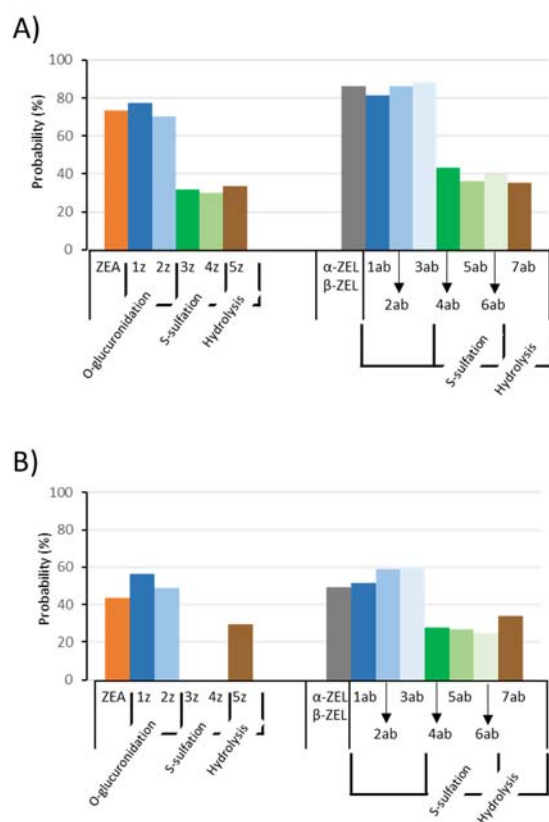 A)
Probability (%)
100
80
60
40
20
0
ZEA 1z 2z 3z 4z 5z
α-ZEL 1ab 3ab 5ab 7ab
β-ZEL
2ab 4ab 6ab
O-glucuronidation
S-sulfation
Hydrolysis
S-sulfation
Hydrolysis
B)
Probability (%)
100
80
60
40
20
0
ZEA 1z 2z 3z 4z 5z
α-ZEL 1ab 3ab 5ab 7ab
β-ZEL
2ab 4ab 6ab
O-glucuronidation
S-sulfation
Hydrolysis
S-sulfation
Hydrolysis